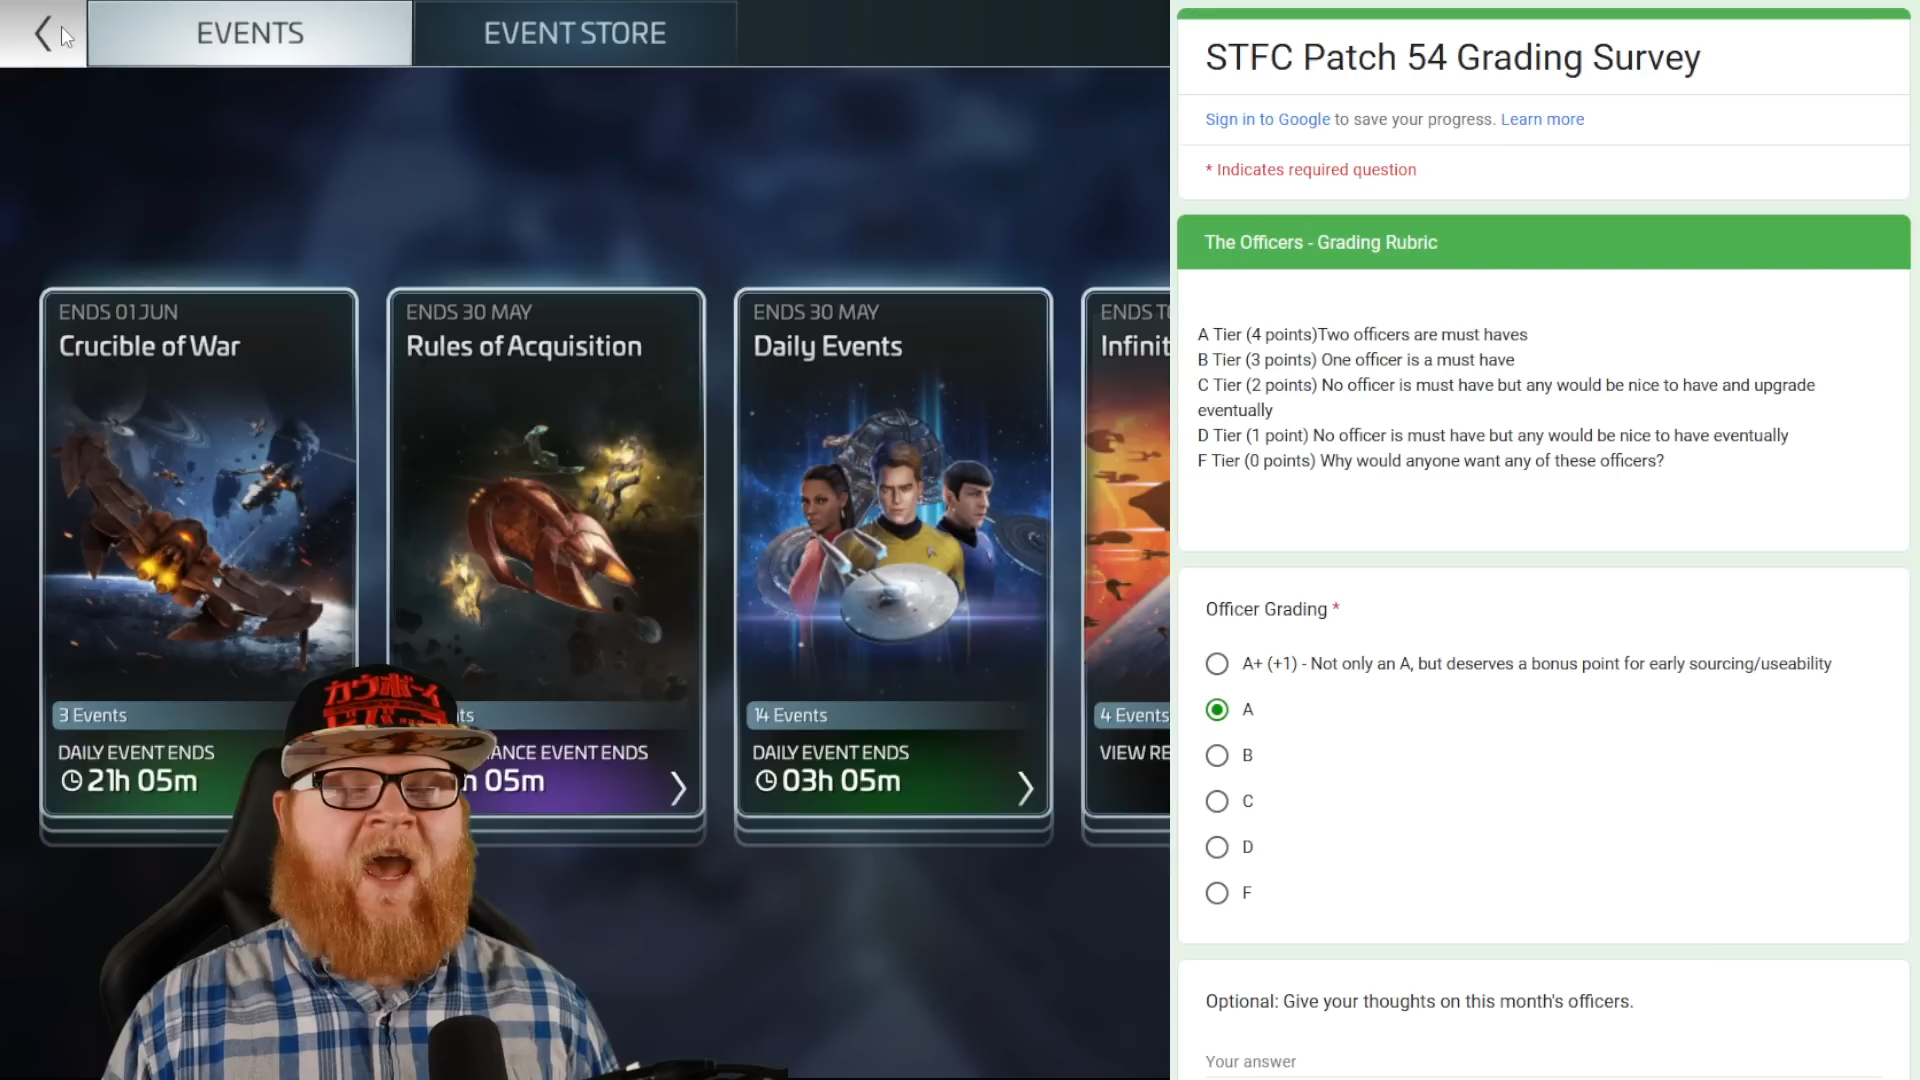 EVENTS
EVENT STORE
ENDS 01 JUN
Crucible of War
3 Events
DAILY EVENT ENDS
21h 05m
ENDS 30 MAY
Rules of Acquisition
ANCE EVENT ENDS
05m
ENDS 30 MAY
Daily Events
14 Events
DAILY EVENT ENDS
03h 05m
Infinit
4 Events
VIEW RE
STFC Patch 54 Grading Survey
Sign in to Google to save your progress. Learn more
* Indicates required question
The Officers - Grading Rubric
A Tier (4 points)Two officers are must haves
B Tier (3 points) One officer is a must have
C Tier (2 points) No officer is must have but any would be nice to have and upgrade
eventually
D Tier (1 point) No officer is must have but any would be nice to have eventually
F Tier (0 points) Why would anyone want any of these officers?
Officer Grading *
A+ (+1) - Not only an A, but deserves a bonus point for early sourcing/useability
A
B
C
D
F
Optional: Give your thoughts on this month's officers.
Your answer